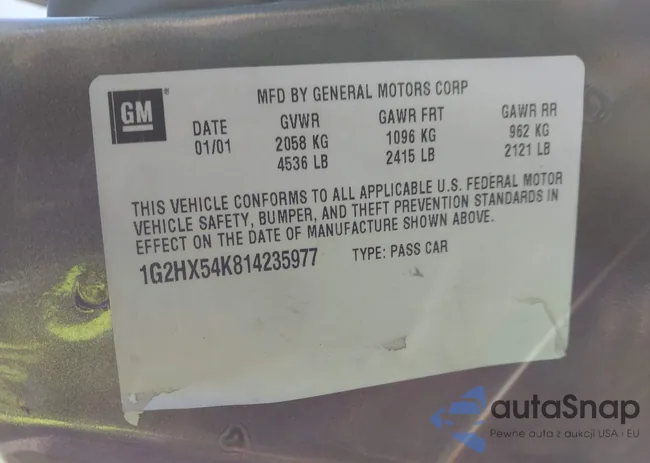 GM
MFD BY GENERAL MOTORS CORP
DATE GVWR GAWR FRT GAWR RR
01/01 2058 KG 1096 KG 962 KG
4536 LB 2415 LB 2121 LB
THIS VEHICLE CONFORMS TO ALL APPLICABLE U.S. FEDERAL MOTOR
VEHICLE SAFETY, BUMPER, AND THEFT PREVENTION STANDARDS IN
EFFECT ON THE DATE OF MANUFACTURE SHOWN ABOVE.
1G2HX54K814235977 TYPE: PASS CAR
autoSnap
Pewne auta z aukcji USA i EU